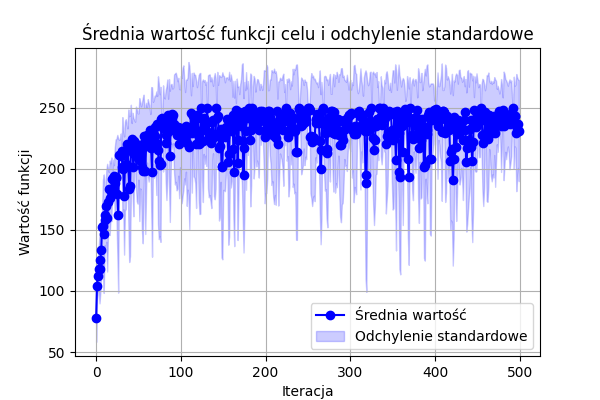 Średnia wartość funkcji celu i odchylenie standardowe
Wartość funkcji
250
200
150
100
50
0
100
200
300
400
500
Iteracja
Średnia wartość
Odchylenie standardowe